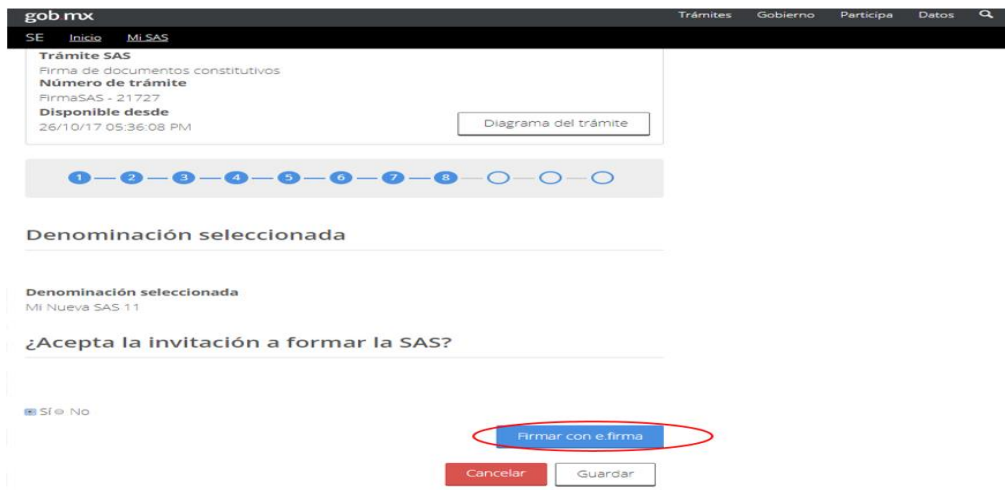 gob mx Trámites Gobierno Participa Datos
SE Inicio Mi SAS
Trámite SAS
Firma de documentos constitutivos
Número de trámite
FirmaSAS - 21727
Disponible desde
26/10/17 05:36:08 PM
Diagrama del trámite
1 2 3 4 5 6 7 8
Denominación seleccionada
Denominación seleccionada
Mi Nueva SAS 11
¿Acepta la invitación a formar la SAS?
Sí No
Firmar con e.firma
Cancelar Guardar